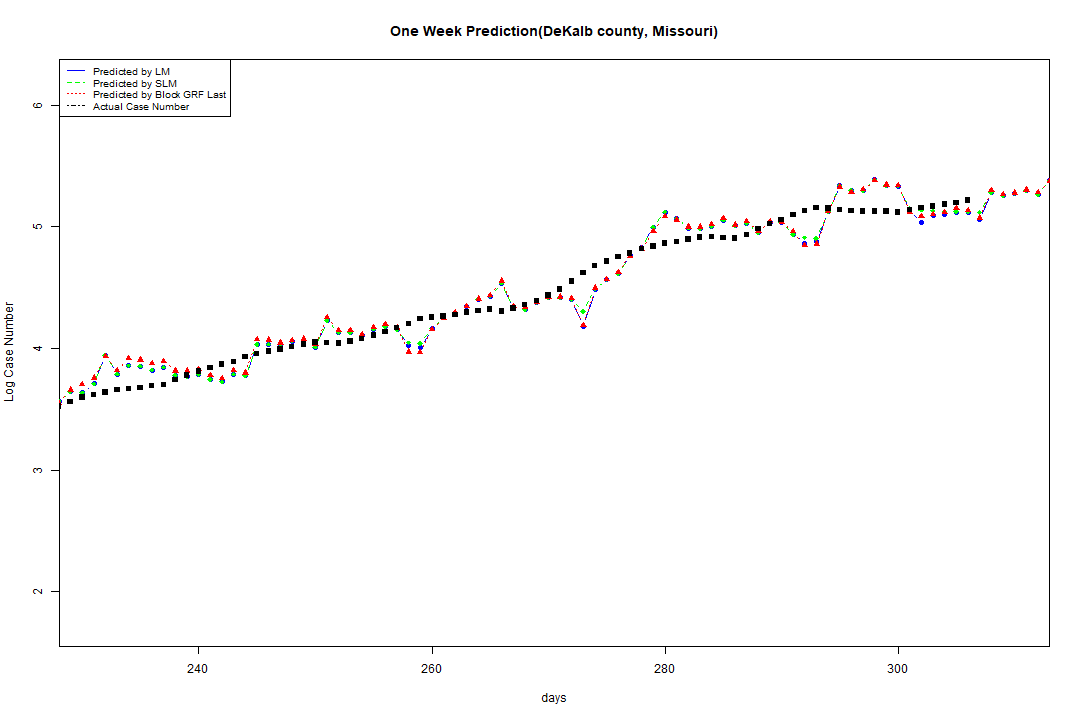 One Week Prediction(DeKalb county, Missouri)
Predicted by LM
Predicted by SLM
Predicted by Block GRF Last
Actual Case Number
6
5
4
3
2
Log Case Number
240 260 280 300
days